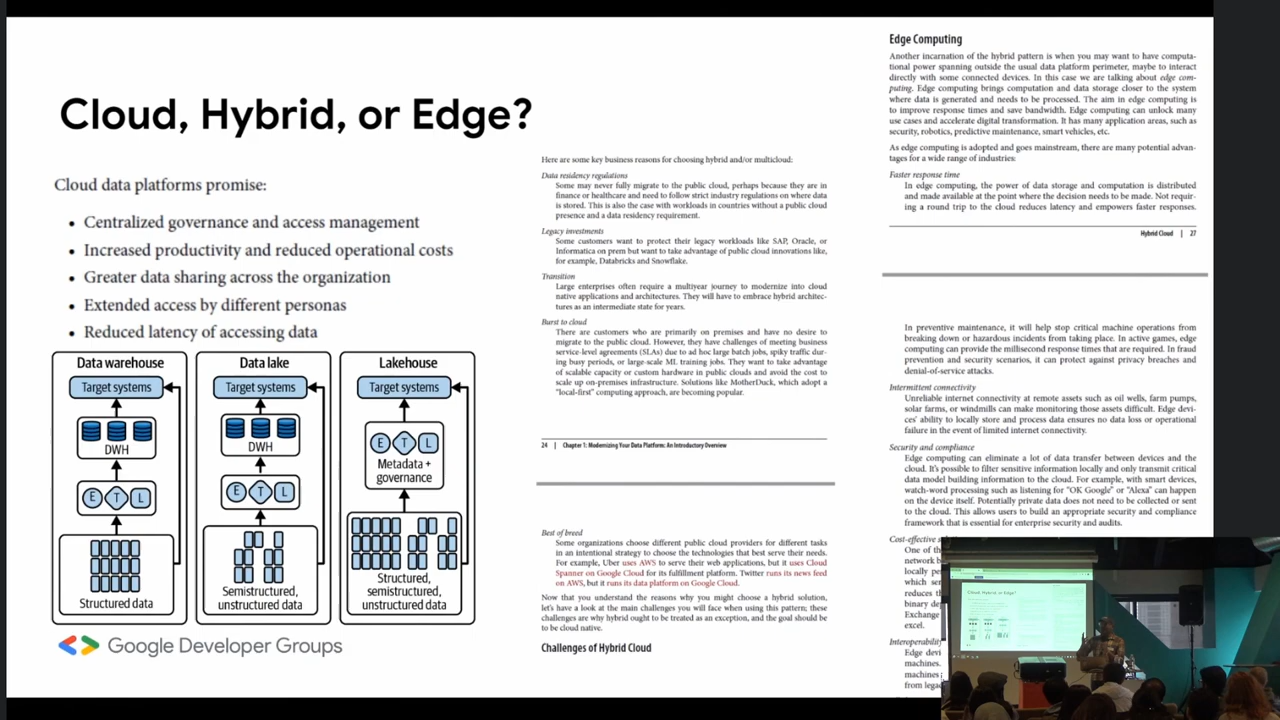 Cloud, Hybrid, or Edge?
Cloud data platforms promise:
• Centralized governance and access management
• Increased productivity and reduced operational costs
• Greater data sharing across the organization
• Extended access by different personas
• Reduced latency of accessing data
Data warehouse
Target systems
DWH
E T L
Structured data
Data lake
Target systems
DWH
E T L
Semistructured,
unstructured data
Lakehouse
Target systems
E T L
Metadata +
governance
Structured,
semistructured,
unstructured data
Google Developer Groups
Here are some key business reasons for choosing hybrid and/or multicloud:
Data residency regulations
Some may never fully migrate to the public cloud, perhaps because they are in
finance or healthcare and need to follow strict industry regulations on where data
is stored. This is also the case with workloads in countries without a public cloud
presence and a data residency requirement.
Legacy investments
Some customers want to protect their legacy workloads like SAP, Oracle, or
Informatica on prem but want to take advantage of public cloud innovations like,
for example, Databricks and Snowflake.
Transition
Large enterprises often require a multiyear journey to modernize into cloud
native applications and architectures. They will have to embrace hybrid architec-
tures as an intermediate state for years.
Burst to cloud
There are customers who are primarily on premises and have no desire to
migrate to the public cloud. However, they have challenges of meeting business
service-level agreements (SLAs) due to ad hoc large batch jobs, spiky traffic dur-
ing busy periods, or large-scale ML training jobs. They want to take advantage
of scalable capacity or custom hardware in public clouds and avoid the cost to
scale up on-premises infrastructure. Solutions like MotherDuck, which adopt a
"local-first" computing approach, are becoming popular.
24 | Chapter 1: Modernizing Your Data Platform: An Introductory Overview
Best of breed
Some organizations choose different public cloud providers for different tasks
in an intentional strategy to choose the technologies that best serve their needs.
For example, Uber uses AWS to serve their web applications, but it uses Cloud
Spanner on Google Cloud for its fulfillment platform. Twitter runs its news feed
on AWS, but it runs its data platform on Google Cloud.
Now that you understand the reasons why you might choose a hybrid solution,
let's have a look at the main challenges you will face when using this pattern; these
challenges are why hybrid ought to be treated as an exception, and the goal should be
to be cloud native.
Challenges of Hybrid Cloud
Edge Computing
Another incarnation of the hybrid pattern is when you may want to have computa-
tional power spanning outside the usual data platform perimeter, maybe to interact
directly with some connected devices. In this case we are talking about edge com-
puting. Edge computing brings computation and data storage closer to the system
where data is generated and needs to be processed. The aim in edge computing is
to improve response times and save bandwidth. Edge computing can unlock many
use cases and accelerate digital transformation. It has many application areas, such as
security, robotics, predictive maintenance, smart vehicles, etc.
As edge computing is adopted and goes mainstream, there are many potential advan-
tages for a wide range of industries:
Faster response time
In edge computing, the power of data storage and computation is distributed
and made available at the point where the decision needs to be made. Not requir-
ing a round trip to the cloud reduces latency and empowers faster responses.
Hybrid Cloud | 27
In preventive maintenance, it will help stop critical machine operations from
breaking down or hazardous incidents from taking place. In active games, edge
computing can provide the millisecond response times that are required. In fraud
prevention and security scenarios, it can protect against privacy breaches and
denial-of-service attacks.
Intermittent connectivity
Unreliable internet connectivity at remote assets such as oil wells, farm pumps,
solar farms, or windmills can make monitoring those assets difficult. Edge devi-
ces' ability to locally store and process data ensures no data loss or operational
failure in the event of limited internet connectivity.
Security and compliance
Edge computing can eliminate a lot of data transfer between devices and the
cloud. It's possible to filter sensitive information locally and only transmit critical
data model building information to the cloud. For example, with smart devices,
watch-word processing such as listening for "OK Google" or "Alexa" can happen
on the device itself. Potentially private data does not need to be collected or sent
to the cloud. This allows users to build an appropriate security and compliance
framework that is essential for enterprise security and audits.
Cost-effective
One of th
network b
locally pe
which sen
reduces th
binary dep
Exchange
excel.
Interoperability
Edge devi
machines.
machines
from lega
Cloud, Hybrid, or Edge?